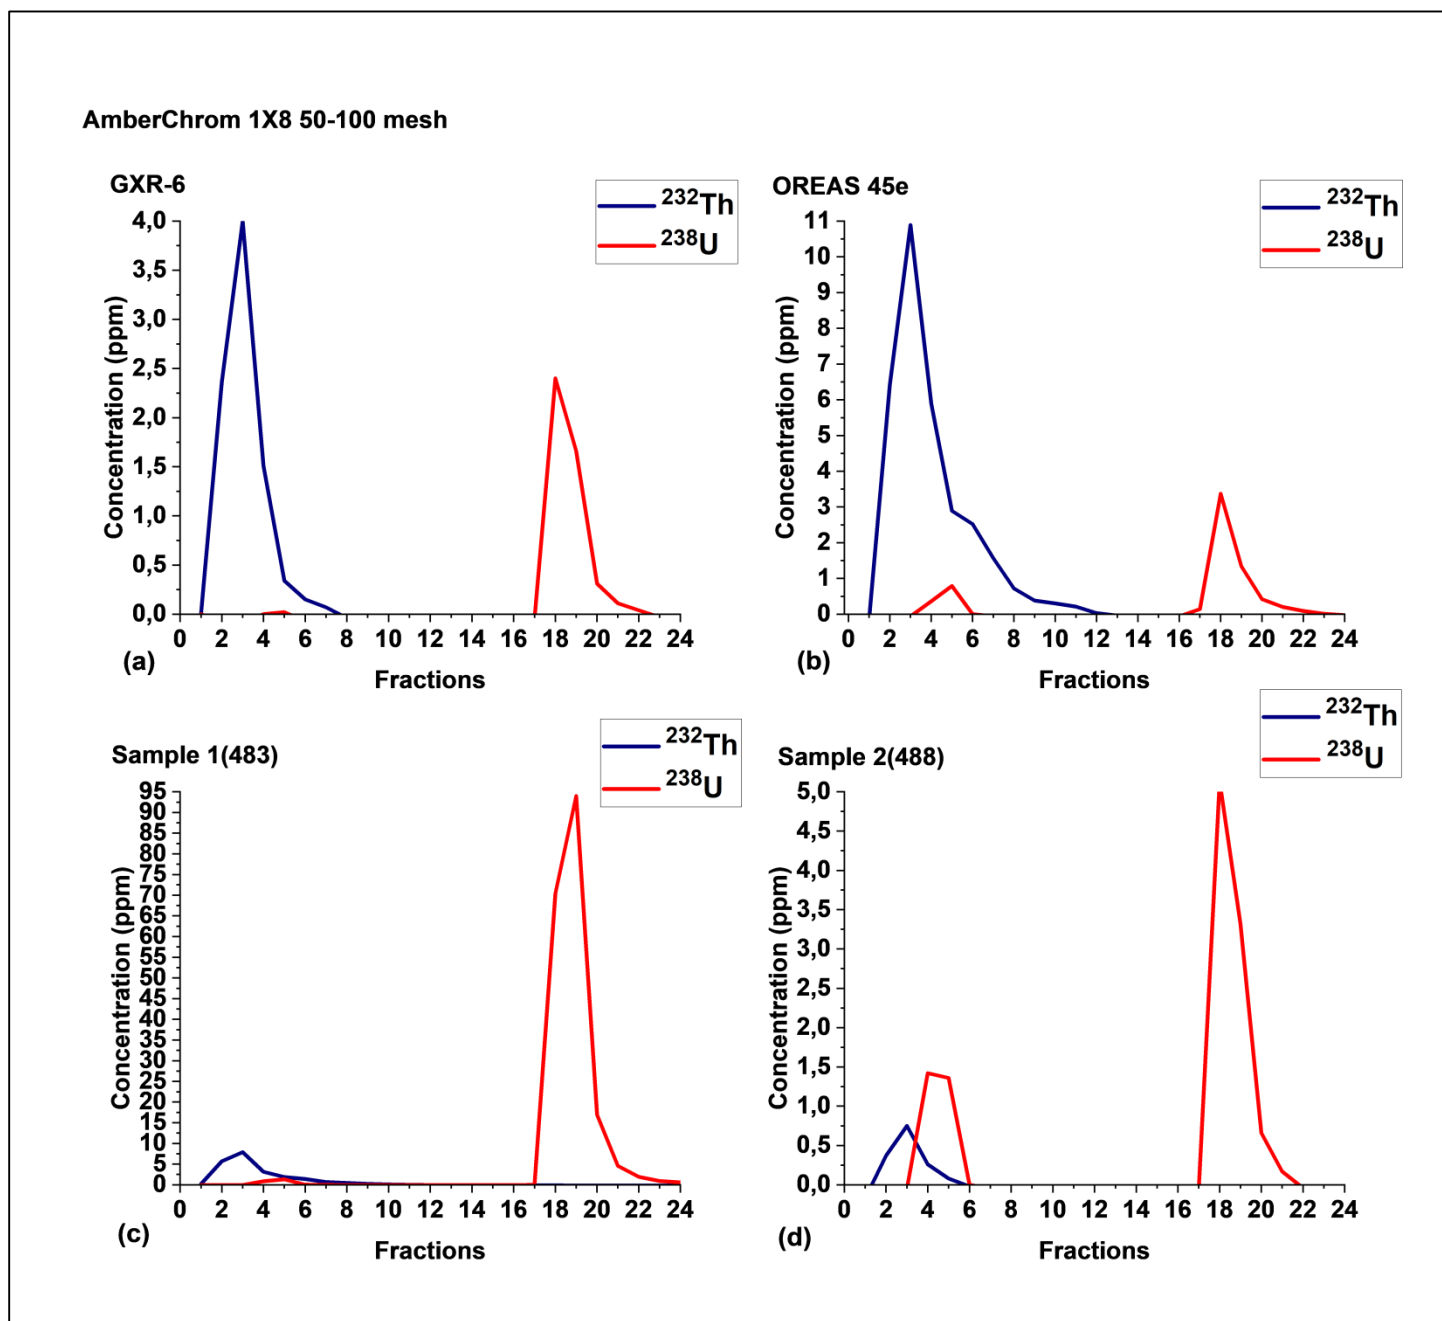 AmberChrom 1X8 50-100 mesh
GXR-6
232Th
238U
4,0
3,5
3,0
2,5
2,0
1,5
1,0
0,5
0,0
Concentration (ppm)
0 2 4 6 8 10 12 14 16 18 20 22 24
(a)
Fractions
OREAS 45e
232Th
238U
11
10
9
8
7
6
5
4
3
2
1
0
Concentration (ppm)
0 2 4 6 8 10 12 14 16 18 20 22 24
(b)
Fractions
Sample 1(483)
232Th
238U
95
90
85
80
75
70
65
60
55
50
45
40
35
30
25
20
15
10
5
0
Concentration (ppm)
0 2 4 6 8 10 12 14 16 18 20 22 24
(c)
Fractions
Sample 2(488)
232Th
238U
5,0
4,5
4,0
3,5
3,0
2,5
2,0
1,5
1,0
0,5
0,0
Concentration (ppm)
0 2 4 6 8 10 12 14 16 18 20 22 24
(d)
Fractions